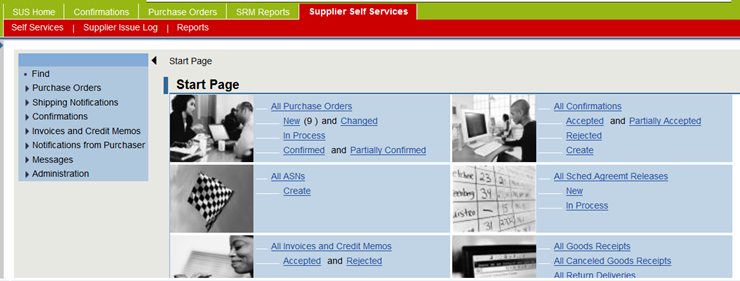 SUS Home Confirmations Purchase Orders SRM Reports Supplier Self Services
Self Services | Supplier Issue Log | Reports
Find
Purchase Orders
Shipping Notifications
Confirmations
Invoices and Credit Memos
Notifications from Purchaser
Messages
Administration
Start Page
Start Page
All Purchase Orders
New (9 ) and Changed
In Process
Confirmed and Partially Confirmed
All Confirmations
Accepted and Partially Accepted
Rejected
Create
All ASNs
Create
23 21
34
31
All Sched.Agreemt Releases
New
In Process
All Invoices and Credit Memos
Accepted and Rejected
All Goods Receipts
All Canceled Goods Receipts
All Return Deliveries